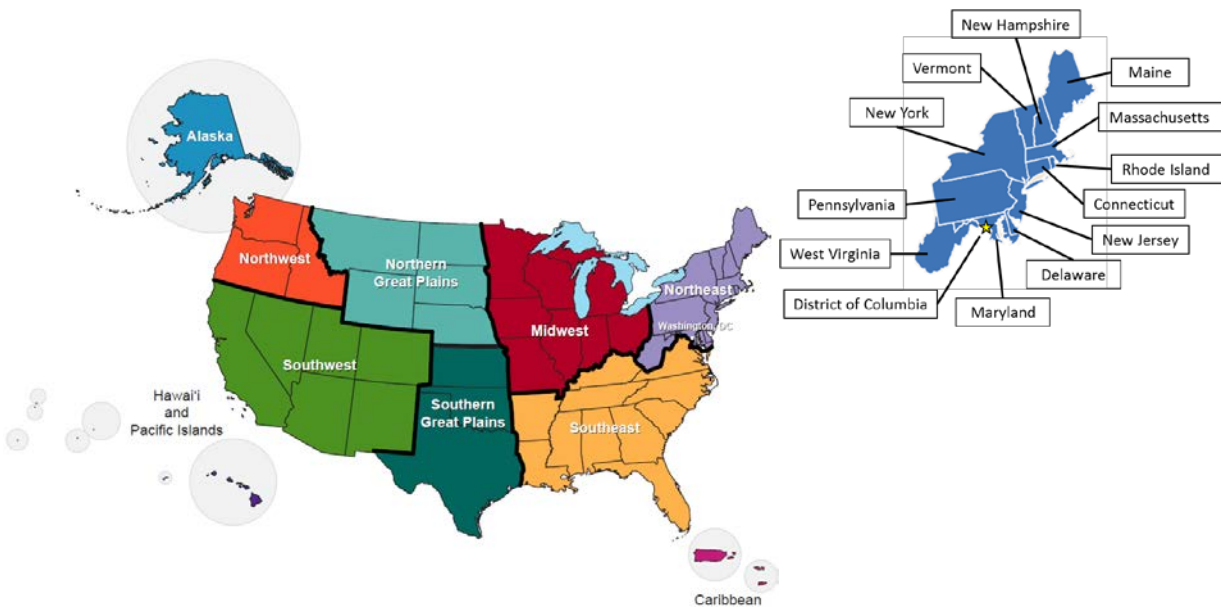 New Hampshire
Vermont
Maine
New York
Massachusetts
Rhode Island
Pennsylvania
Connecticut
New Jersey
West Virginia
Delaware
District of Columbia
Maryland
Alaska
Northwest
Northern
Great Plains
Northeast
Midwest
Washington, DC
Southwest
Hawai'i
and
Pacific Islands
Southern
Great Plains
Southeast
Caribbean